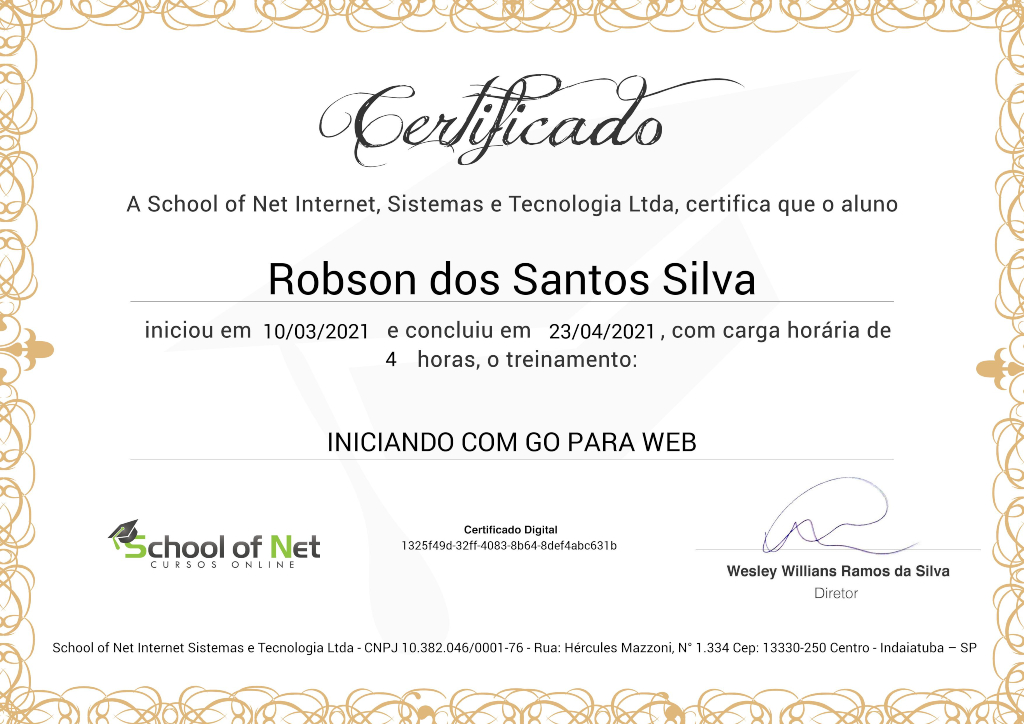 Certificado
A School of Net Internet, Sistemas e Tecnologia Ltda, certifica que o aluno
Robson dos Santos Silva
iniciou em 10/03/2021 e concluiu em 23/04/2021 , com carga horária de
4 horas, o treinamento:
INICIANDO COM GO PARA WEB
School of Net
CURSOS ONLINE
Certificado Digital
1325f49d-32ff-4083-8b64-8def4abc631b
Wesley Willians Ramos da Silva
Diretor
School of Net Internet Sistemas e Tecnologia Ltda - CNPJ 10.382.046/0001-76 - Rua: Hércules Mazzoni, N° 1.334 Cep: 13330-250 Centro - Indaiatuba – SP